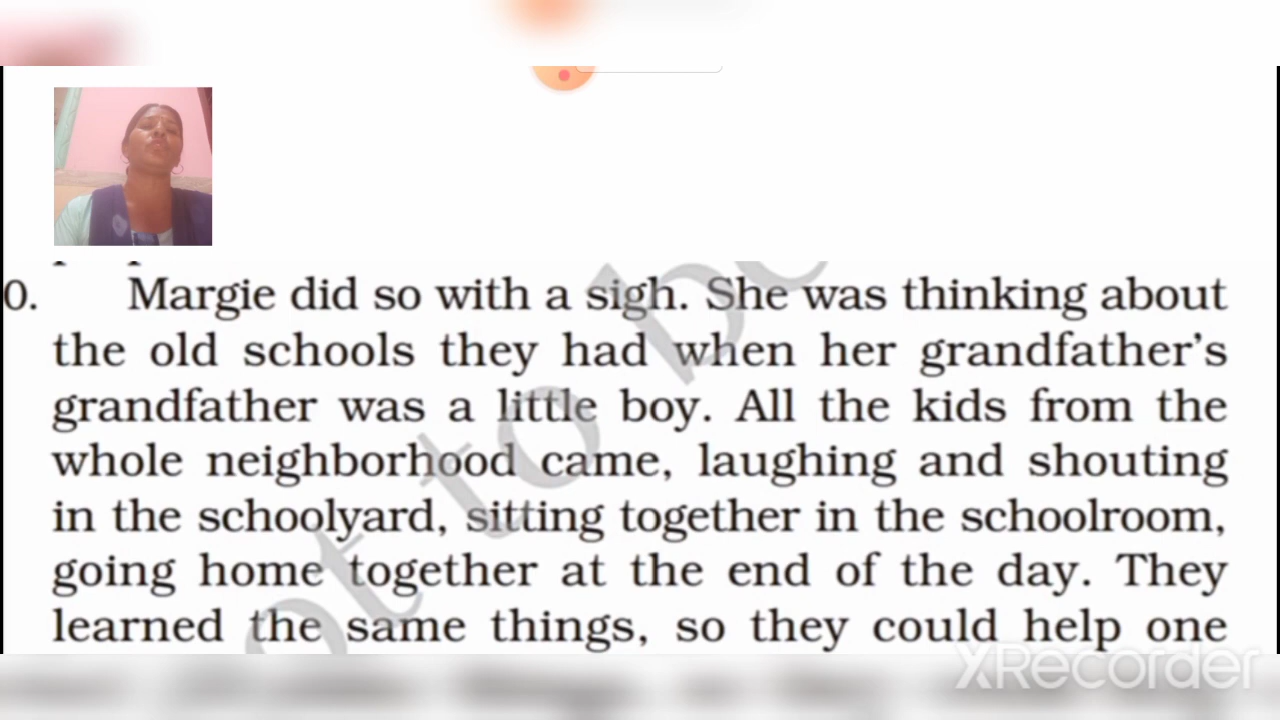 0. Margie did so with a sigh. She was thinking about
the old schools they had when her grandfather's
grandfather was a little boy. All the kids from the
whole neighborhood came, laughing and shouting
in the schoolyard, sitting together in the schoolroom,
going home together at the end of the day. They
learned the same things, so they could help one
ot to be
XRecorder